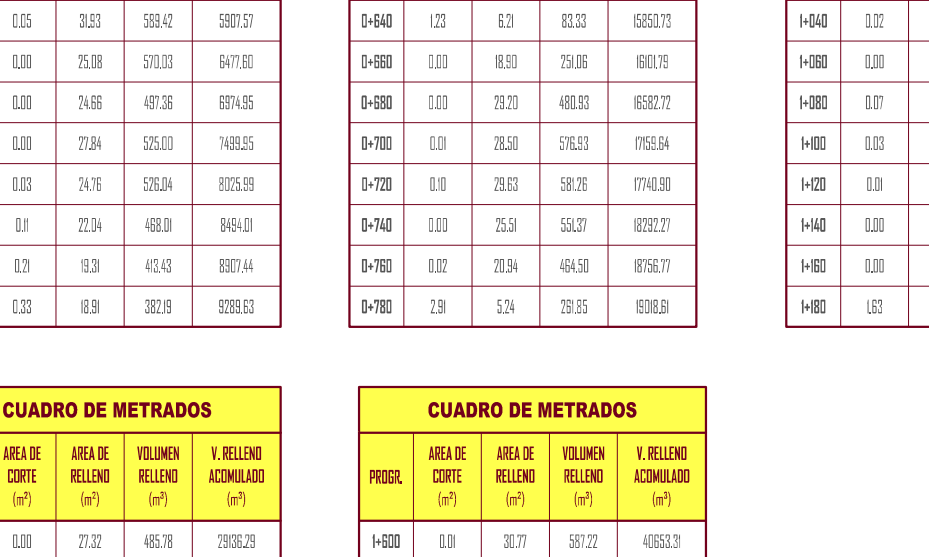 0.05 31.93 589.42 5907.57
0.00 25.08 570.03 6477.60
0.00 24.66 497.36 6974.95
0.00 27.84 525.00 7499.95
0.03 24.76 526.04 8025.99
0.11 22.04 468.01 8494.01
0.21 19.31 413.43 8907.44
0.33 18.91 382.19 9289.63
0+640 1.23 6.21 83.33 15850.73
0+660 0.00 18.90 251.06 16101.79
0+680 0.00 29.20 480.93 16582.72
0+700 0.01 28.50 576.93 17159.64
0+720 0.10 29.63 581.26 17740.90
0+740 0.00 25.51 551.37 18292.27
0+760 0.02 20.94 464.50 18756.77
0+780 2.91 5.24 261.85 19018.61
1+040 0.02
1+060 0.00
1+080 0.07
1+100 0.03
1+120 0.01
1+140 0.00
1+160 0.00
1+180 1.63
CUADRO DE METRADOS
AREA DE CORTE (m²) AREA DE RELLENO (m²) VOLUMEN RELLENO (m³) V. RELLENO ACOMULADO (m³)
0.00 27.32 485.78 29136.29
CUADRO DE METRADOS
PROGR. AREA DE CORTE (m²) AREA DE RELLENO (m²) VOLUMEN RELLENO (m³) V. RELLENO ACOMULADO (m³)
1+600 0.01 30.77 587.22 40653.31